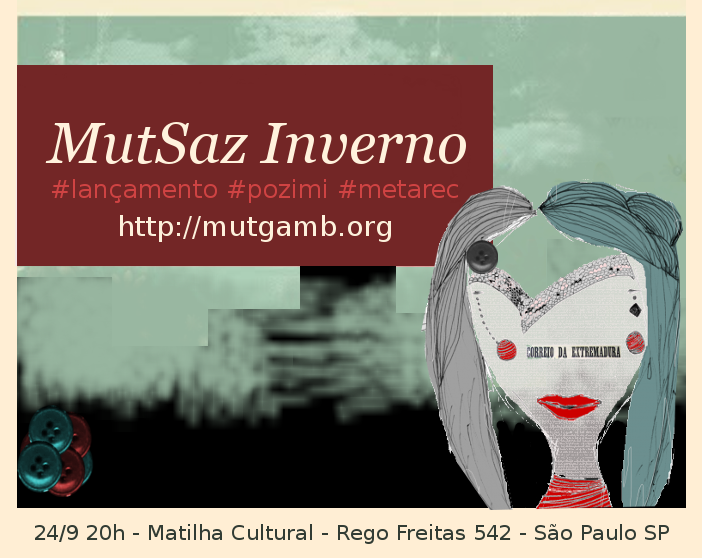 MutSaz Inverno
#lançamento #pozimi #metarec
http://mutgamb.org
CORREIO DA EXTREMADURA
24/9 20h - Matilha Cultural - Rego Freitas 542 - São Paulo SP